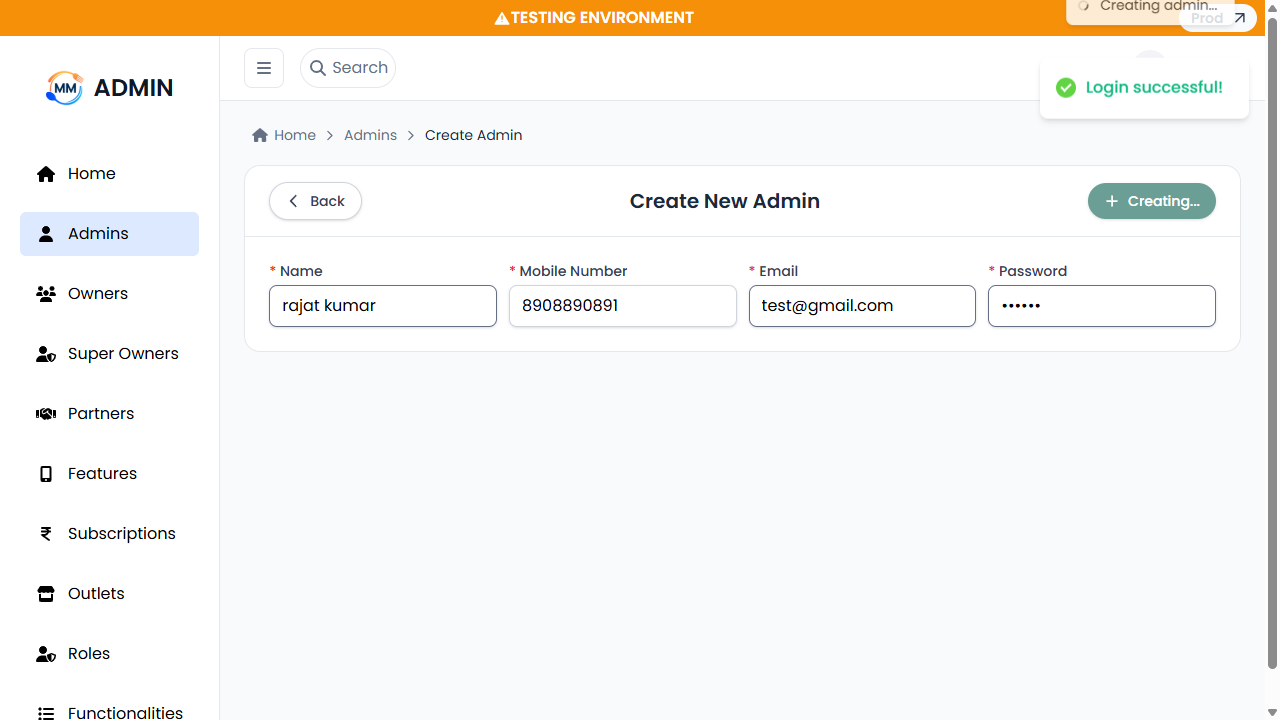 TESTING ENVIRONMENT
Creating admin...
Prod
MM ADMIN
Search
Login successful!
Home
Admins
Owners
Super Owners
Partners
Features
Subscriptions
Outlets
Roles
Functionalities
Home > Admins > Create Admin
Back
Create New Admin
+ Creating...
* Name
* Mobile Number
* Email
* Password
rajat kumar
8908890891
test@gmail.com
••••••